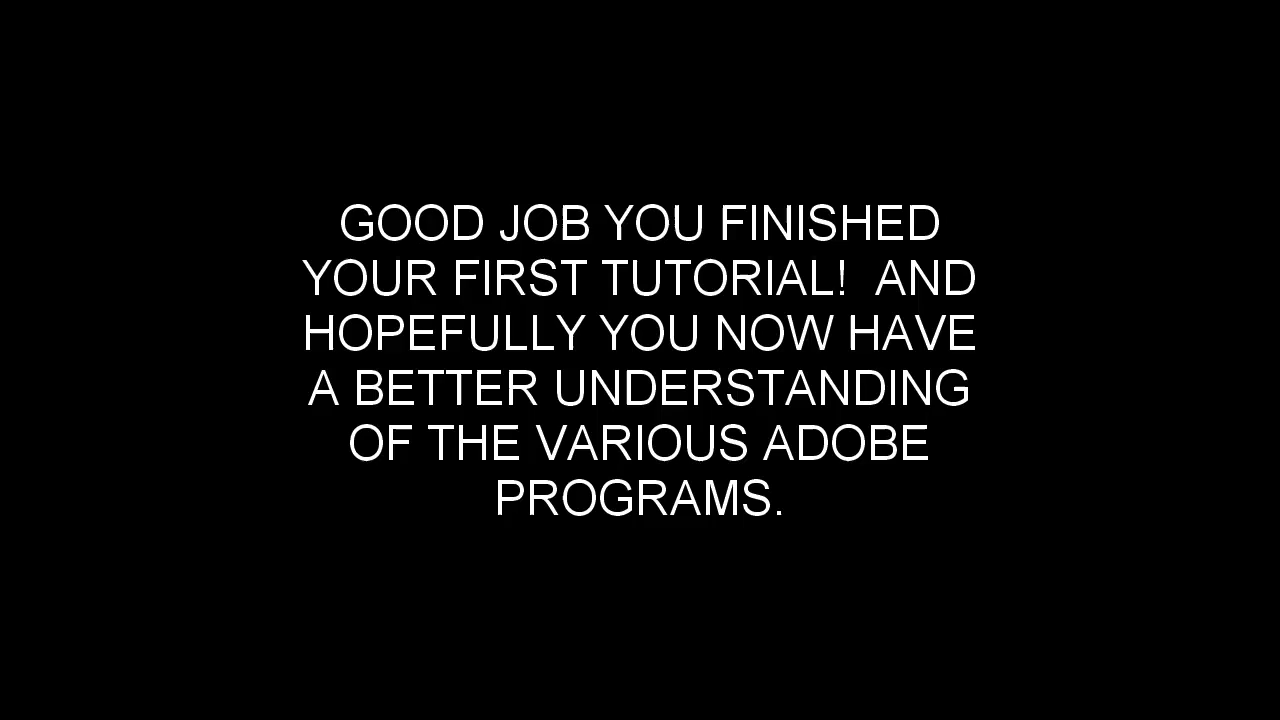 GOOD JOB YOU FINISHED
YOUR FIRST TUTORIAL!  AND
HOPEFULLY YOU NOW HAVE
A BETTER UNDERSTANDING
OF THE VARIOUS ADOBE
PROGRAMS.